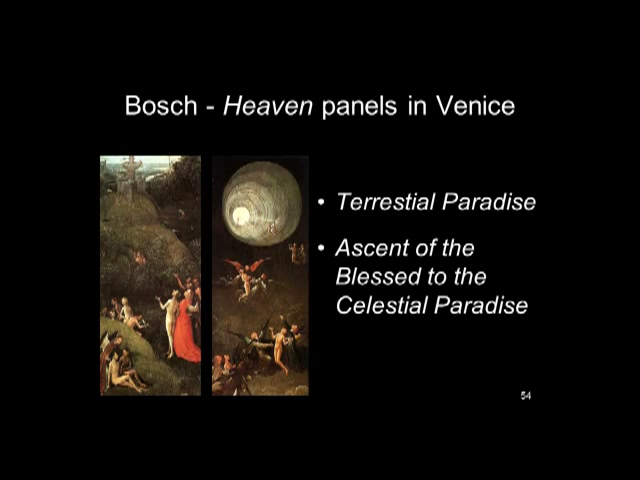 Bosch - Heaven panels in Venice
• Terrestial Paradise
• Ascent of the
Blessed to the
Celestial Paradise
54